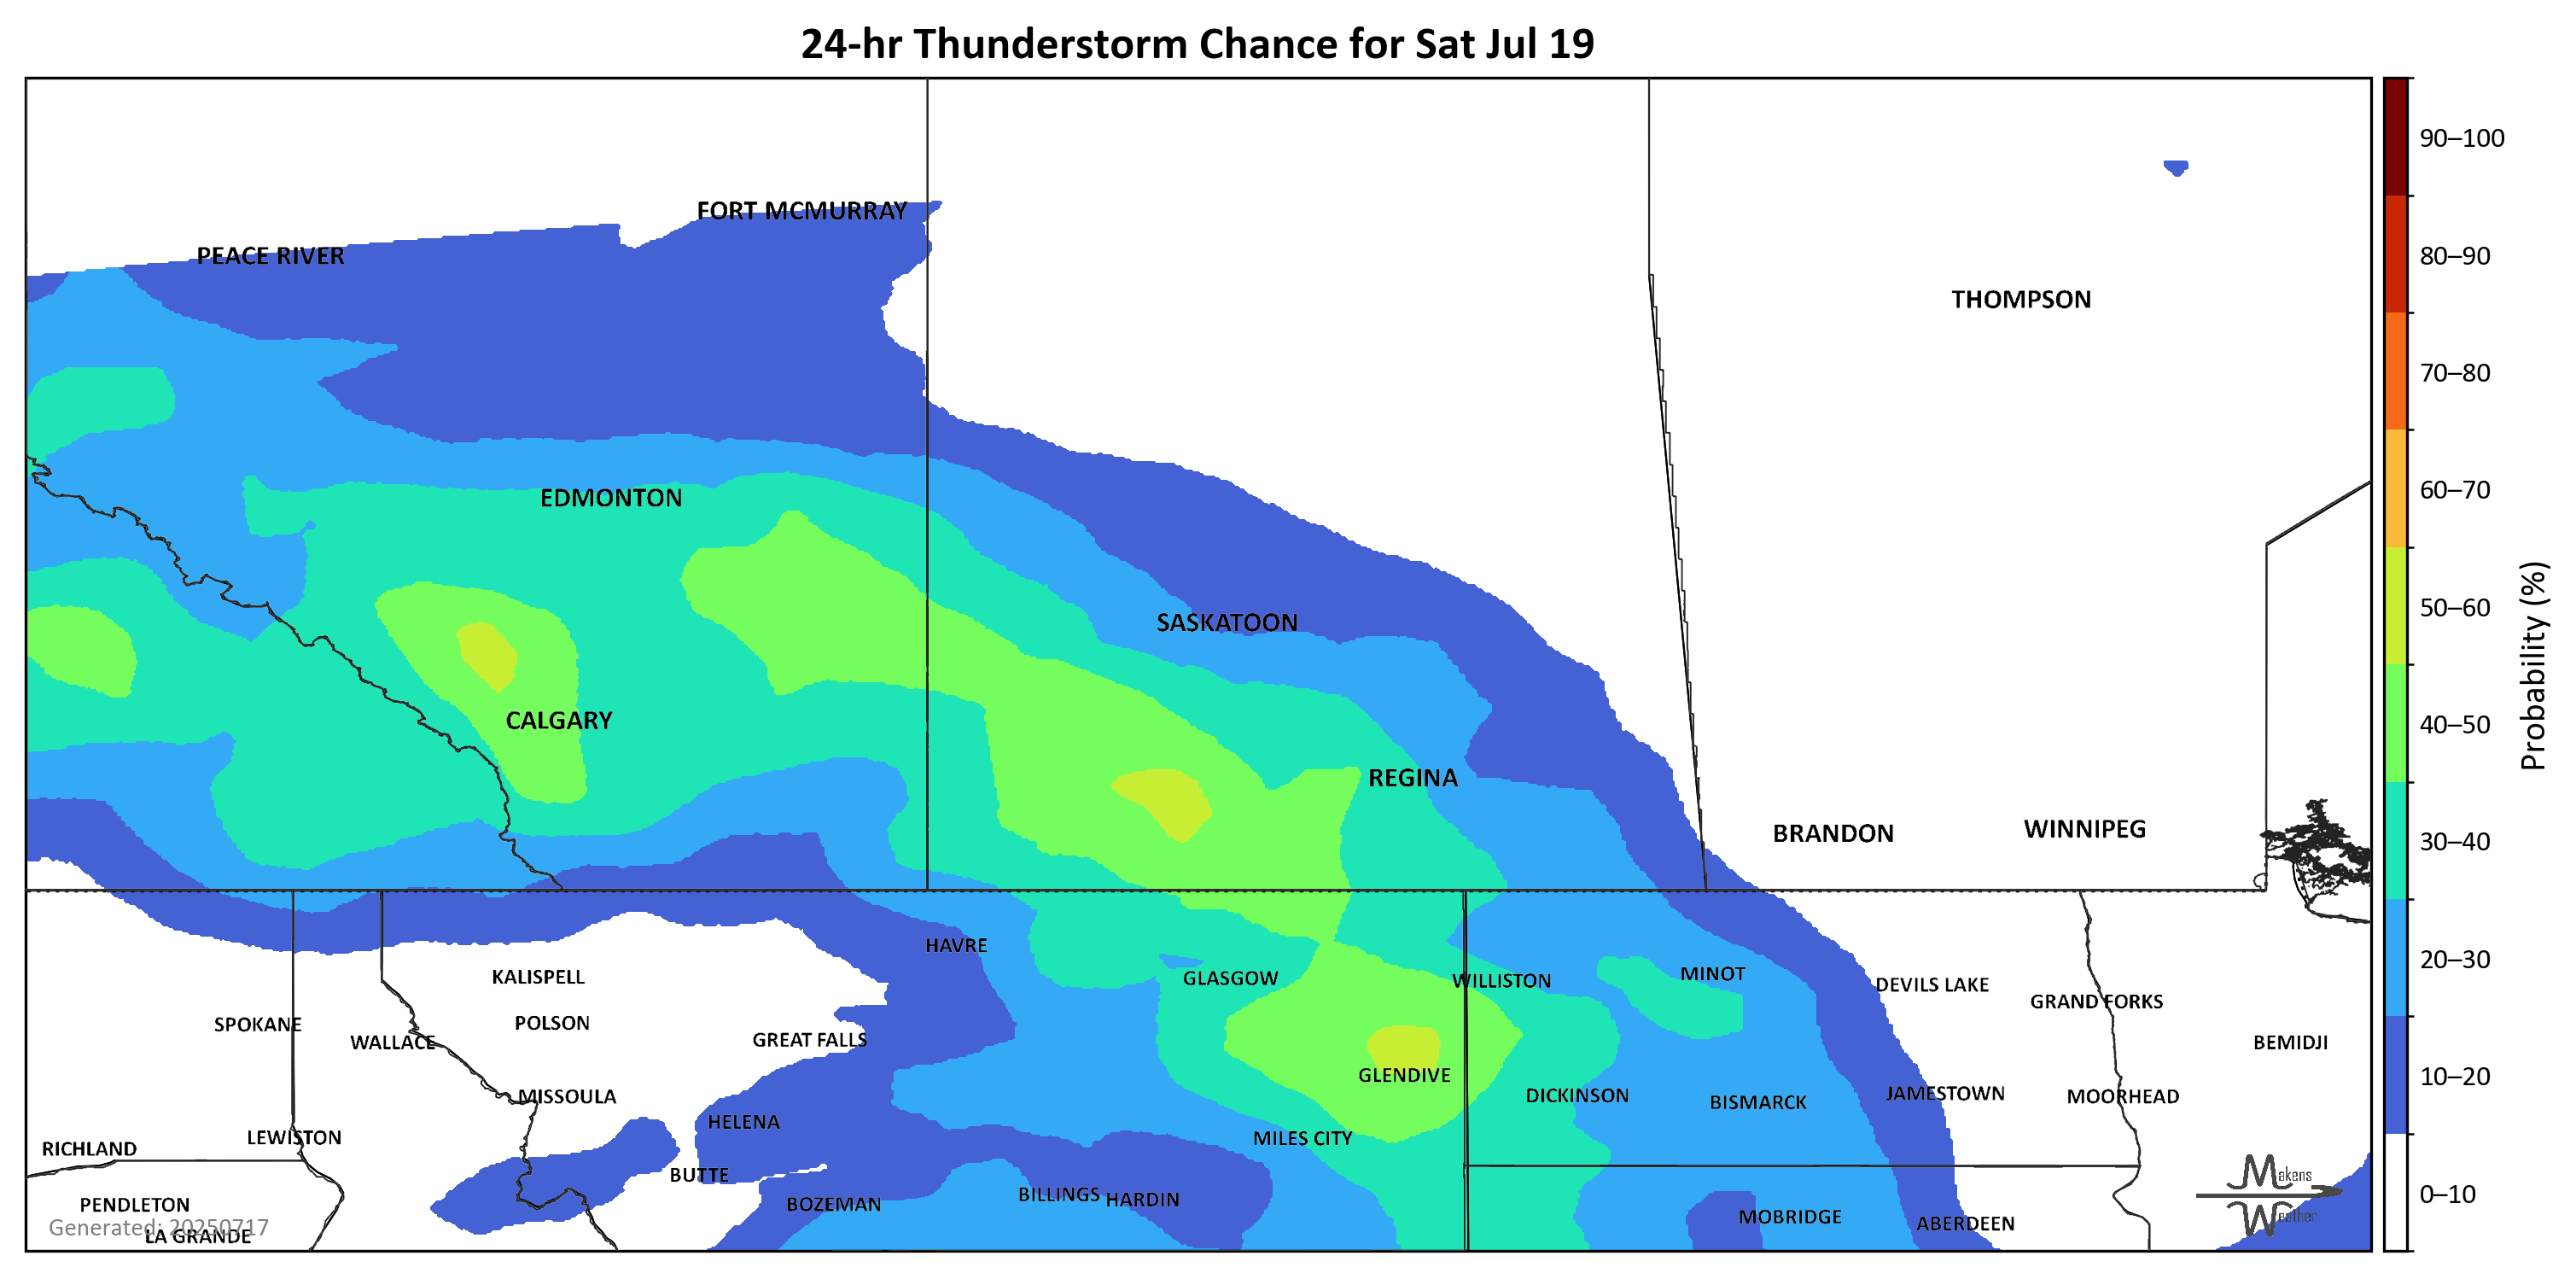 24-hr Thunderstorm Chance for Sat Jul 19
90–100
FORT MCMURRAY
PEACE RIVER
80–90
THOMPSON
70–80
EDMONTON
60–70
SASKATOON
50–60
Probability (%)
CALGARY
40–50
REGINA
BRANDON
WINNIPEG
30–40
HAVRE
20–30
KALISPELL
GLASGOW
WILLISTON
MINOT
DEVILS LAKE
GRAND FORKS
SPOKANE
POLSON
WALLACE
GREAT FALLS
BEMIDJI
10–20
GLENDIVE
MISSOULA
DICKINSON
BISMARCK
JAMESTOWN
MOORHEAD
HELENA
LEWISTON
MILES CITY
RICHLAND
BUTTE
Makens
Weather
0–10
PENDLETON
BOZEMAN
BILLINGS
HARDIN
MOBRIDGE
ABERDEEN
Generated: 20250717
LA GRANDE